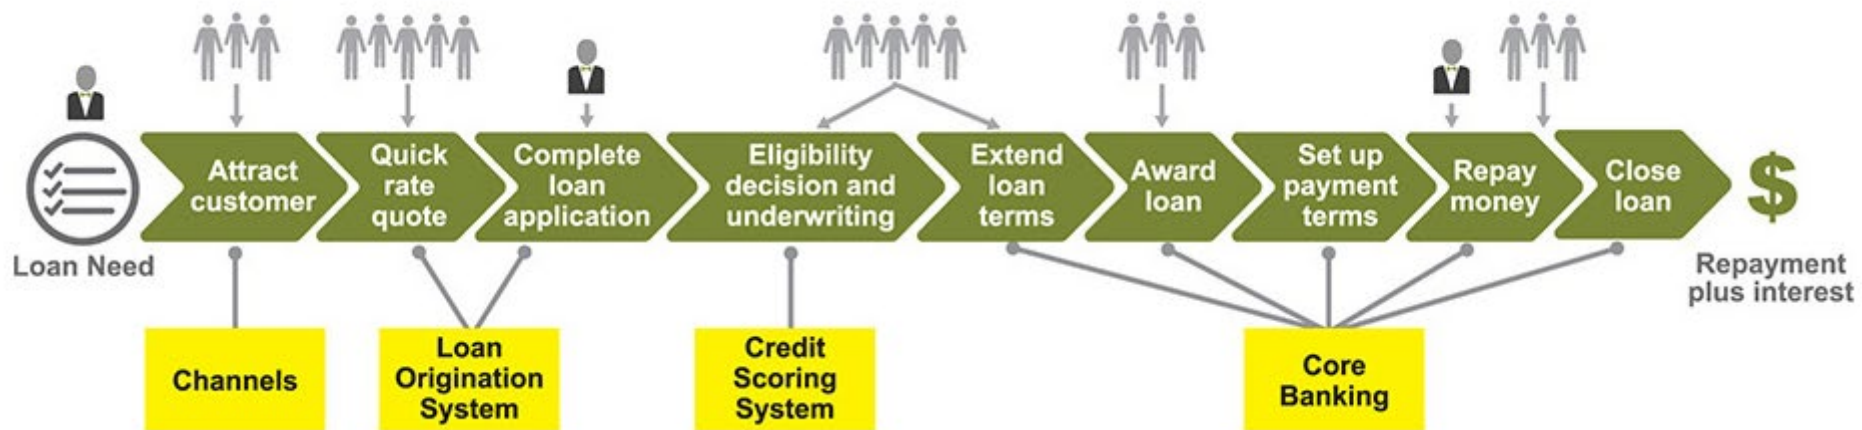 Loan Need
Attract
customer
Quick
rate
quote
Complete
loan
application
Eligibility
decision and
underwriting
Extend
loan
terms
Award
loan
Set up
payment
terms
Repay
money
Close
loan
$
Repayment
plus interest
Channels
Loan
Origination
System
Credit
Scoring
System
Core
Banking